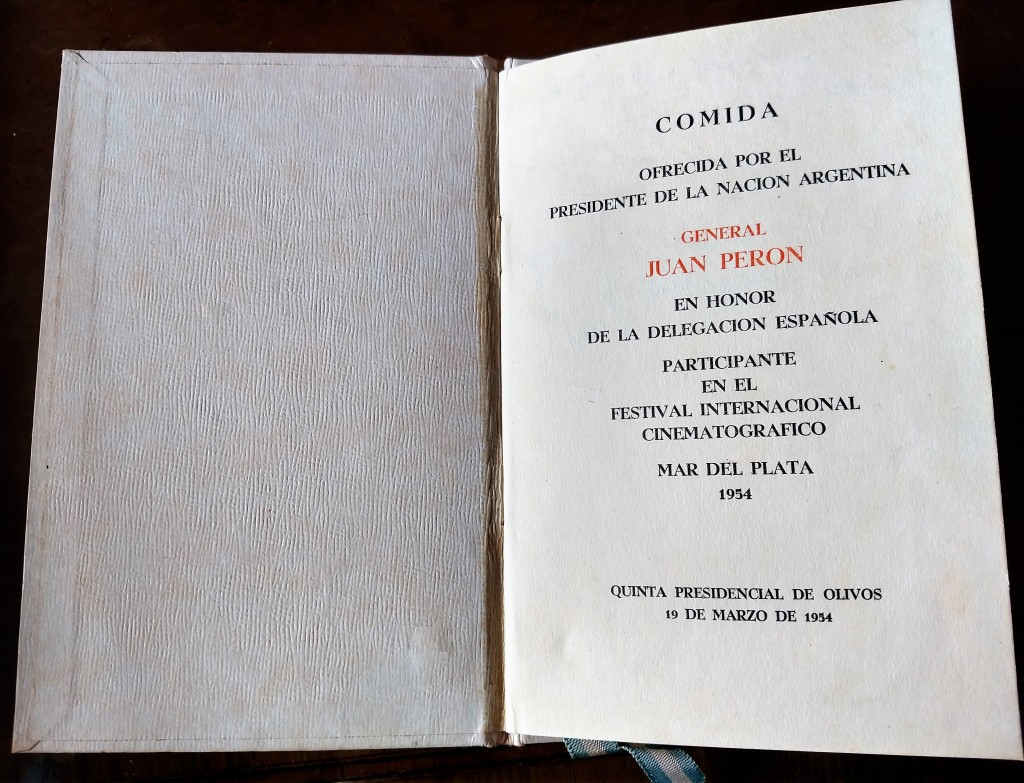 COMIDA
OFRECIDA POR EL
PRESIDENTE DE LA NACION ARGENTINA
GENERAL
JUAN PERON
EN HONOR
DE LA DELEGACION ESPAÑOLA
PARTICIPANTE
EN EL
FESTIVAL INTERNACIONAL
CINEMATOGRAFICO
MAR DEL PLATA
1954
QUINTA PRESIDENCIAL DE OLIVOS
19 DE MARZO DE 1954